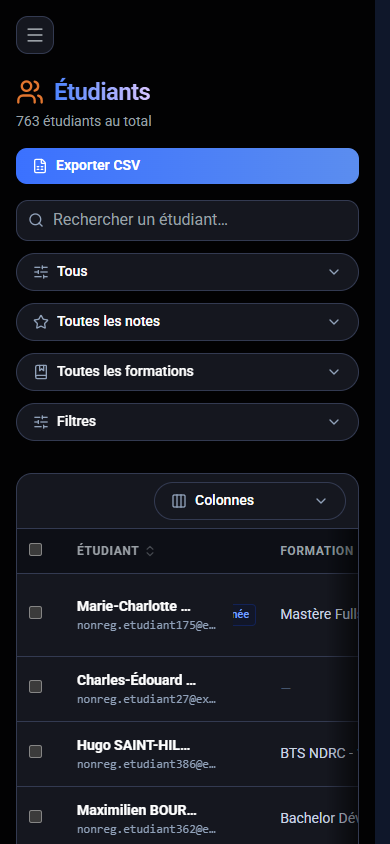 Étudiants
763 étudiants au total
Exporter CSV
Rechercher un étudiant…
Tous
Toutes les notes
Toutes les formations
Filtres
Colonnes
ÉTUDIANT
FORMATION
Marie-Charlotte …
nonreg.etudiant175@e…
née
Mastère Full
Charles-Édouard …
nonreg.etudiant27@ex…
—
Hugo SAINT-HIL…
nonreg.etudiant386@e…
BTS NDRC -
Maximilien BOUR…
nonreg.etudiant362@e…
Bachelor Dév